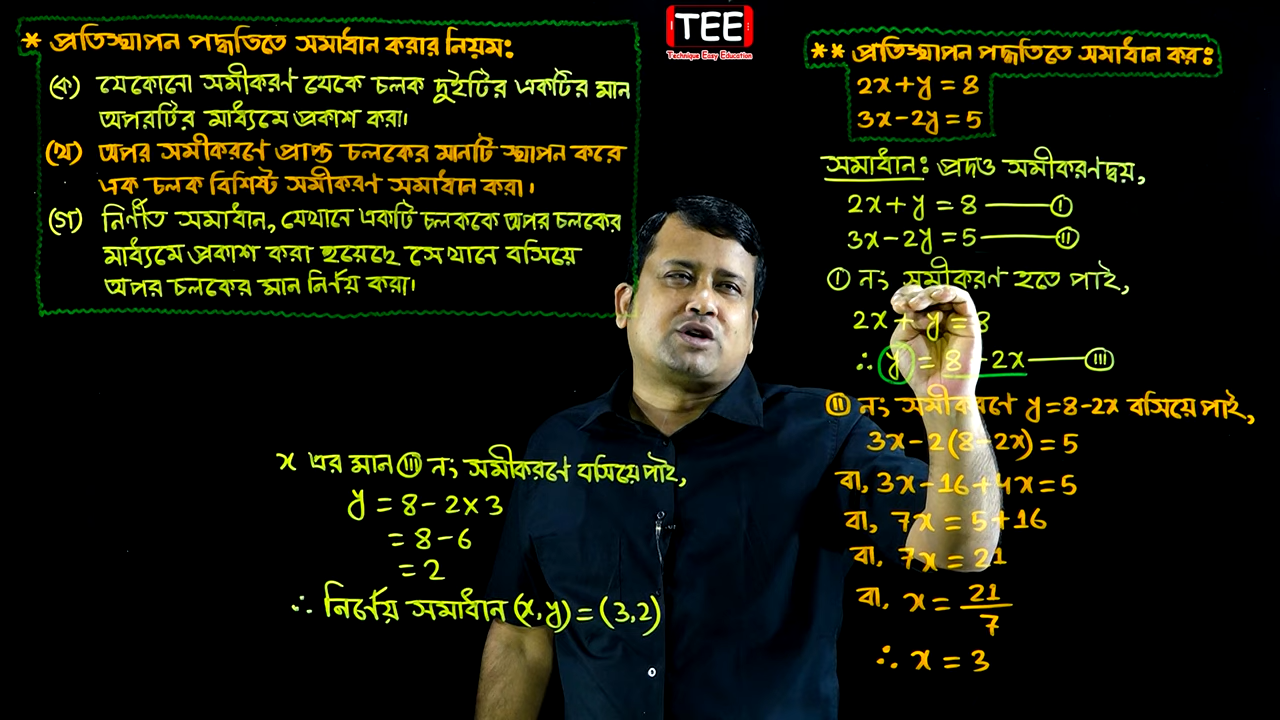 TEE
Technique Easy Education
* প্রতিস্থাপন পদ্ধতিতে সমাধান করার নিয়মঃ
(ক) যেকোনো সমীকরণ থেকে চলক দুইটির একটির মান
অপরটির মাধ্যমে প্রকাশ করা।
(খ) অপর সমীকরণে প্রাপ্ত চলকের মানটি স্থাপন করে
এক চলক বিশিষ্ট সমীকরণ সমাধান করা।
(গ) নির্ণীত সমাধান, যেখানে একটি চলককে অপর চলকের
মাধ্যমে প্রকাশ করা হয়েছে সেখানে বসিয়ে
অপর চলকের মান নির্ণয় করা।
** প্রতিস্থাপন পদ্ধতিতে সমাধান করঃ
2x+y=8
3x-2y=5
সমাধানঃ প্রদত্ত সমীকরণদ্বয়,
2x+y=8 — ⓘ
3x-2y=5 — ⓘⓘ
ⓘ নং সমীকরণ হতে পাই,
2x+y=8
∴ y = 8-2x — ⓘⓘⓘ
ⓘⓘ নং সমীকরণে y=8-2x বসিয়ে পাই,
3x-2(8-2x)=5
বা, 3x-16+4x=5
বা, 7x=5+16
বা, 7x=21
বা, x=21/7
∴ x=3
x এর মান ⓘⓘⓘ নং সমীকরণে বসিয়ে পাই,
y=8-2×3
=8-6
=2
∴ নির্ণেয় সমাধান (x,y)=(3,2)